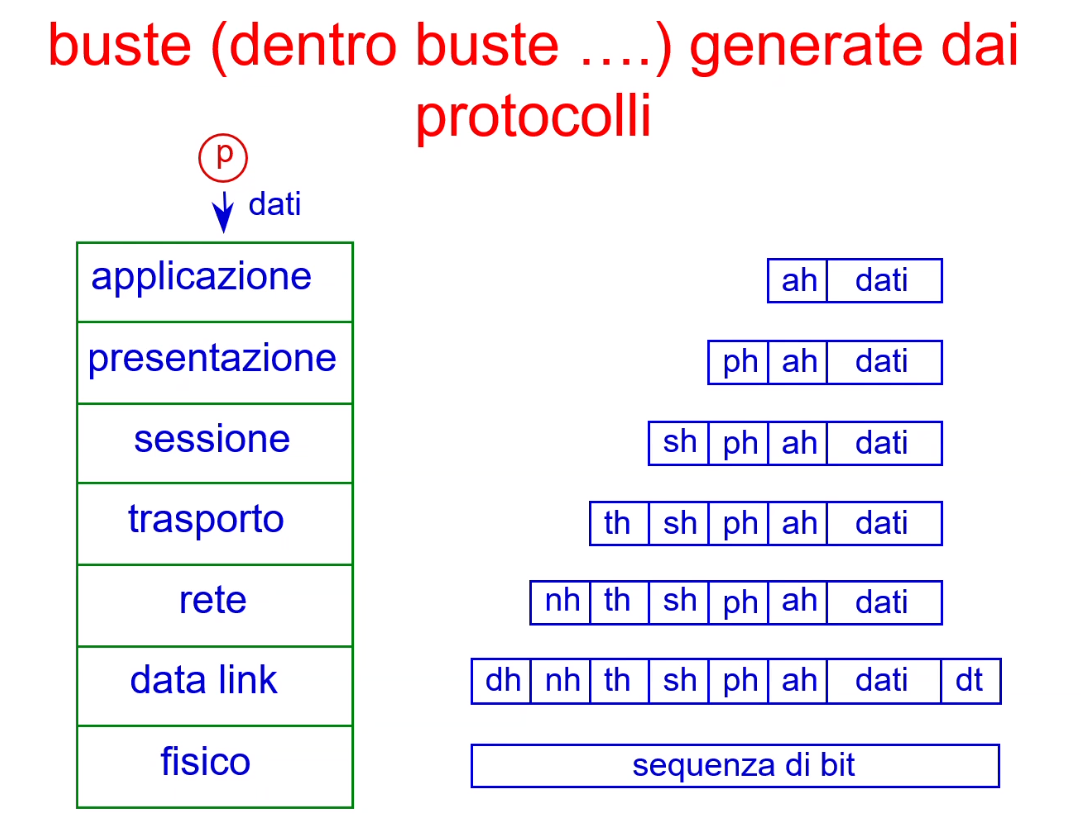 buste (dentro buste ….) generate dai
protocolli
p
dati
applicazione
ah dati
presentazione
ph ah dati
sessione
sh ph ah dati
trasporto
th sh ph ah dati
rete
nh th sh ph ah dati
data link
dh nh th sh ph ah dati dt
fisico
sequenza di bit